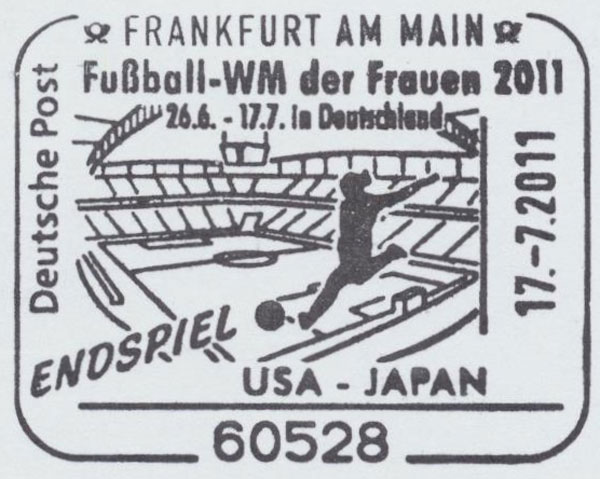 FRANKFURT AM MAIN
Fußball-WM der Frauen 2011
26.6. - 17.7. in Deutschland
Deutsche Post
17.-7.2011
ENDSPIEL
USA - JAPAN
60528